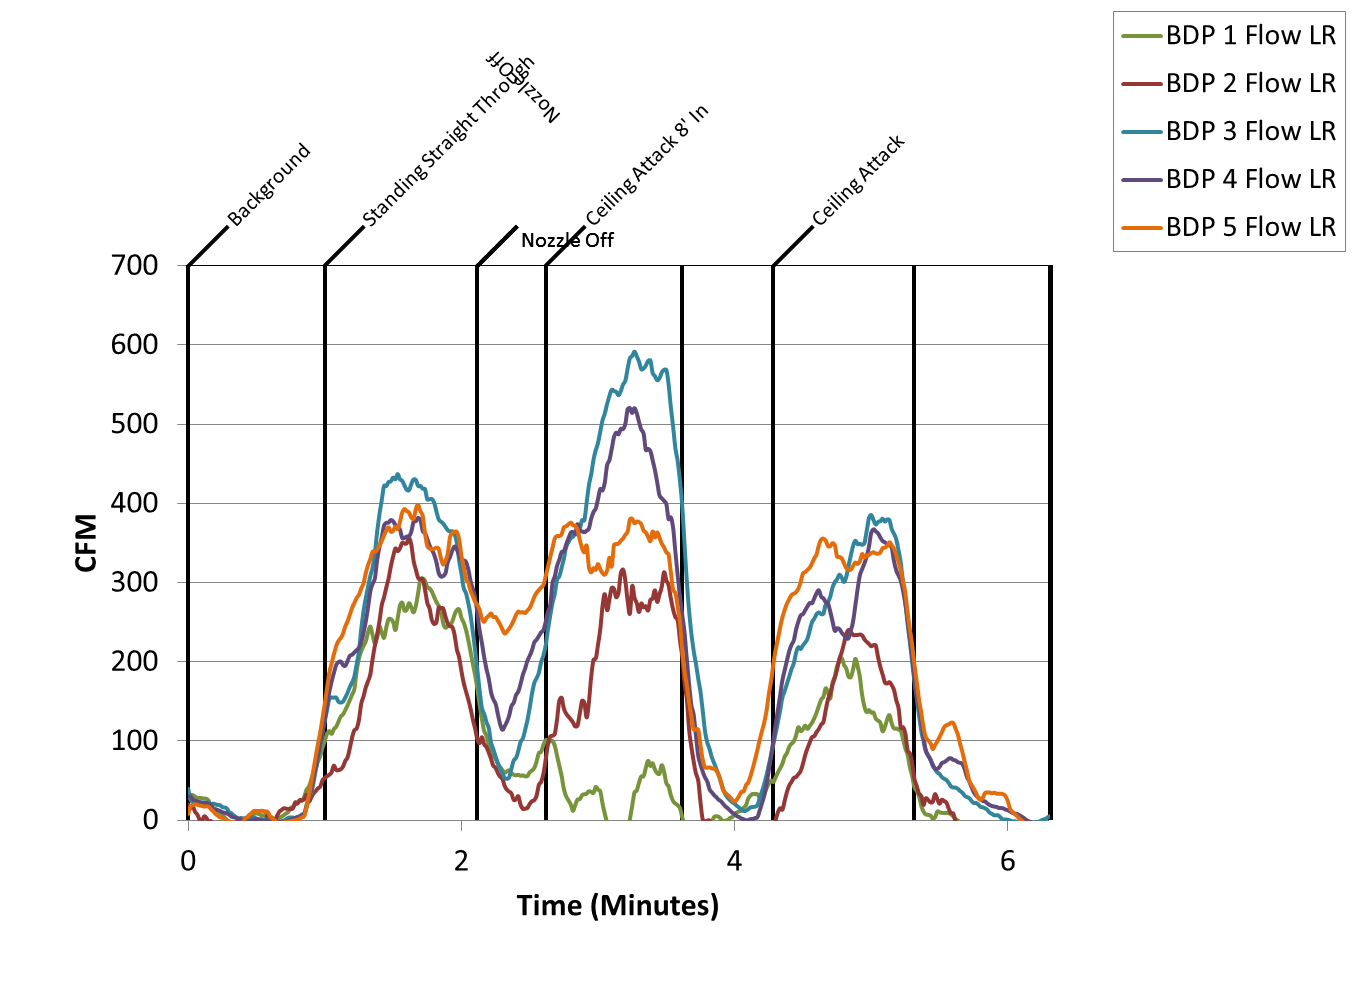 BDP 1 Flow LR
BDP 2 Flow LR
BDP 3 Flow LR
BDP 4 Flow LR
BDP 5 Flow LR
Background
Standing Straight Through
Nozzle Off
Nozzle Off
Ceiling Attack 8' In
Ceiling Attack
700
600
500
400
300
200
100
0
CFM
0 2 4 6
Time (Minutes)